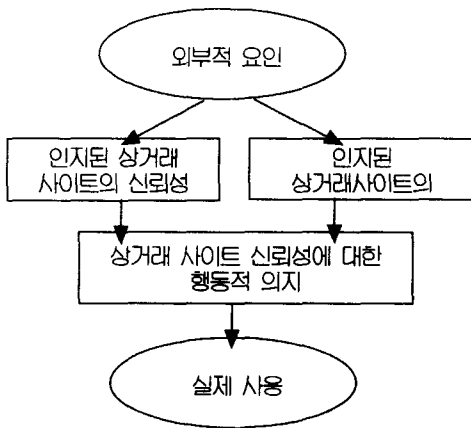 외부적 요인
인지된 상거래
사이트의 신뢰성
인지된
상거래사이트의
상거래 사이트 신뢰성에 대한
행동적 의지
실제 사용